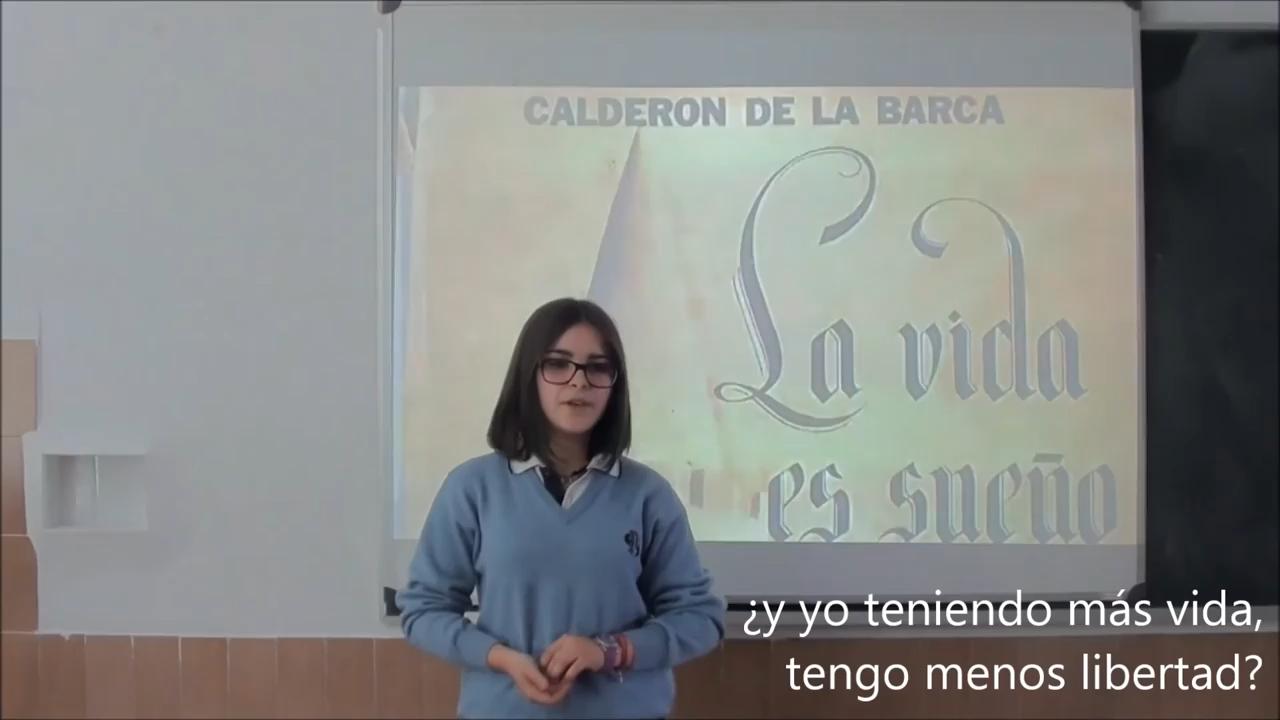 CALDERON DE LA BARCA
La vida
es sueño
¿y yo teniendo más vida,
tengo menos libertad?